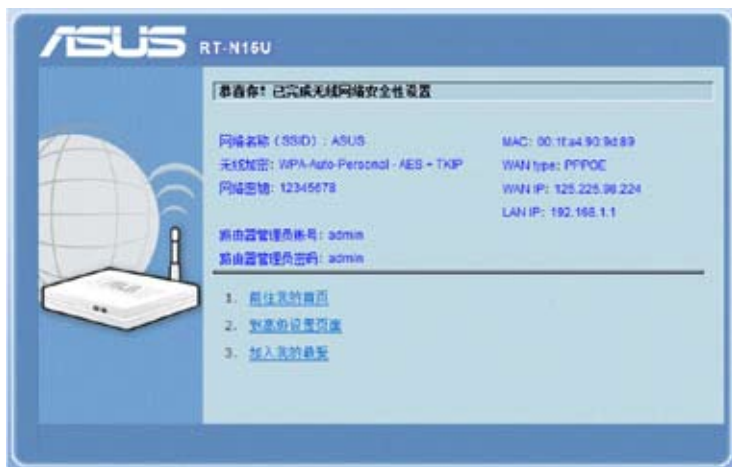 ASUS RT-N16U
恭喜你！已完成无线网络安全性设置
网络名称（SSID）: ASUS
无线加密: WPA-Auto-Personal - AES + TKIP
网络密钥: 12345678
路由器管理员帐号: admin
路由器管理员密码: admin
MAC: 00:1f:a4:90:9d:89
WAN type: PPPOE
WAN IP: 125.225.98.224
LAN IP: 192.168.1.1
1. 前往我的首页
2. 到高级设置页面
3. 加入我的最爱